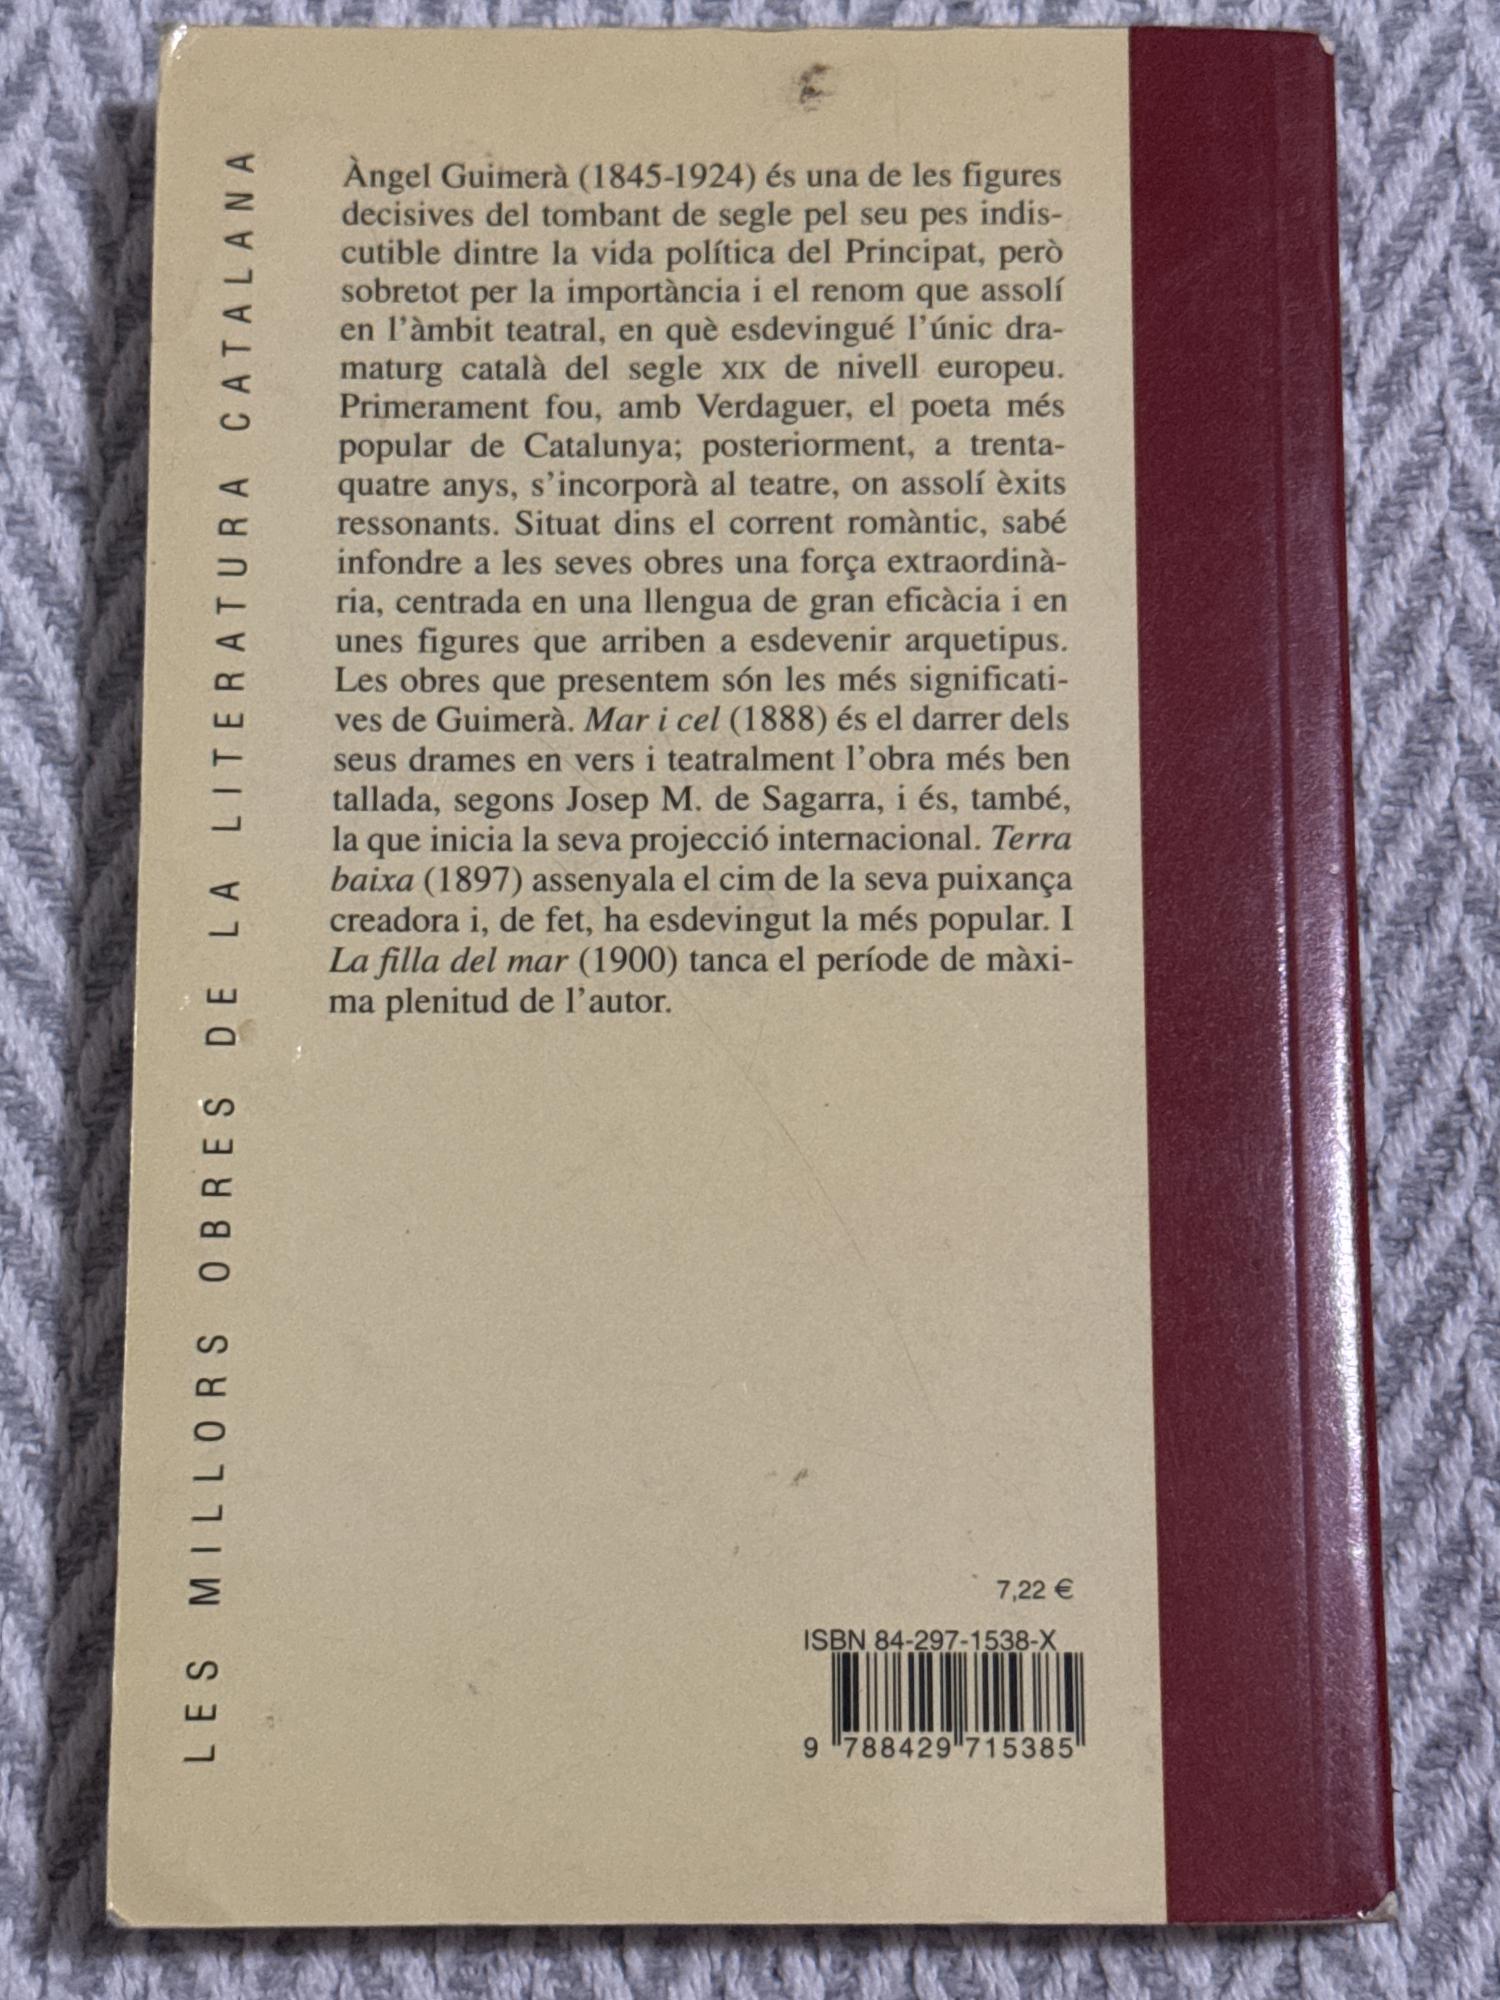 LES MILLORS OBRES DE LA LITERATURA CATALANA
Àngel Guimerà (1845-1924) és una de les figures
decisives del tombant de segle pel seu pes indis-
cutible dintre la vida política del Principat, però
sobretot per la importància i el renom que assolí
en l’àmbit teatral, en què esdevingué l’únic dra-
maturg català del segle XIX de nivell europeu.
Primerament fou, amb Verdaguer, el poeta més
popular de Catalunya; posteriorment, a trenta-
quatre anys, s’incorporà al teatre, on assolí èxits
ressonants. Situat dins el corrent romàntic, sabé
infondre a les seves obres una força extraordinà-
ria, centrada en una llengua de gran eficàcia i en
unes figures que arriben a esdevenir arquetipus.
Les obres que presentem són les més significati-
ves de Guimerà. Mar i cel (1888) és el darrer dels
seus drames en vers i teatralment l’obra més ben
tallada, segons Josep M. de Sagarra, i és, també,
la que inicia la seva projecció internacional. Terra
baixa (1897) assenyala el cim de la seva puixança
creadora i, de fet, ha esdevingut la més popular. I
La filla del mar (1900) tanca el període de màxi-
ma plenitud de l’autor.
7,22 €
ISBN 84-297-1538-X
9 788429 715385